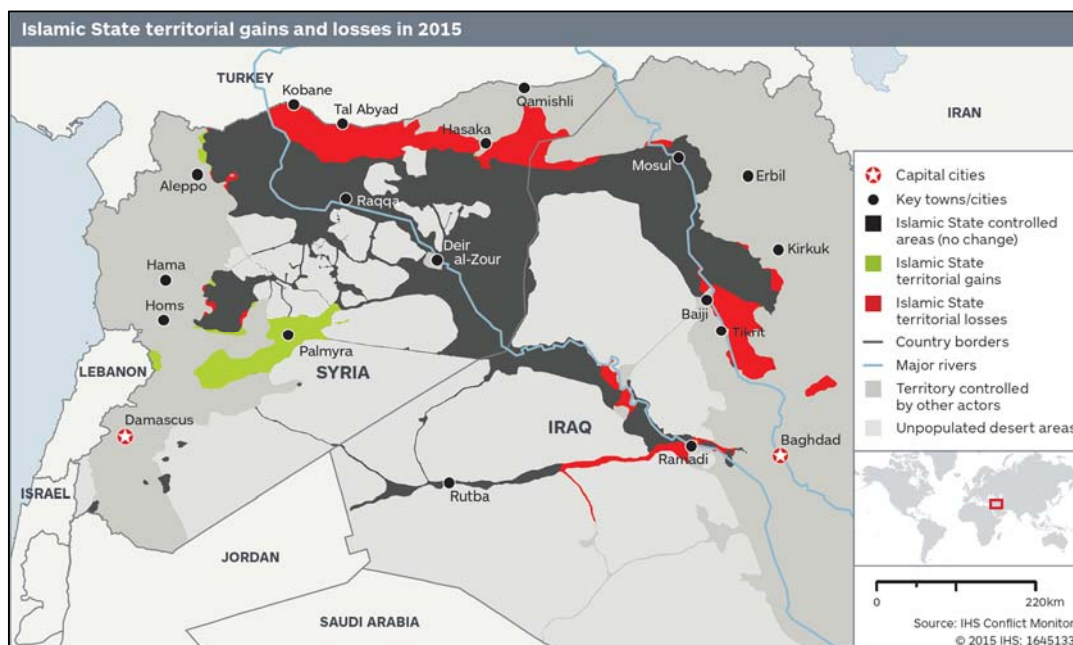 Islamic State territorial gains and losses in 2015
TURKEY
Kobane
Tal Abyad
Qamishli
Hasaka
Mosul
IRAN
Aleppo
Raqqa
Erbil
Deir
al-Zour
Kirkuk
Hama
Homs
Baiji
Tikrit
Palmyra
LEBANON
SYRIA
Damascus
IRAQ
Baghdad
Ramadi
ISRAEL
Rutba
JORDAN
SAUDI ARABIA
Capital cities
Key towns/cities
Islamic State controlled
areas (no change)
Islamic State
territorial gains
Islamic State
territorial losses
Country borders
Major rivers
Territory controlled
by other actors
Unpopulated desert areas
0
220km
Source: IHS Conflict Monitor
© 2015 IHS: 1645133